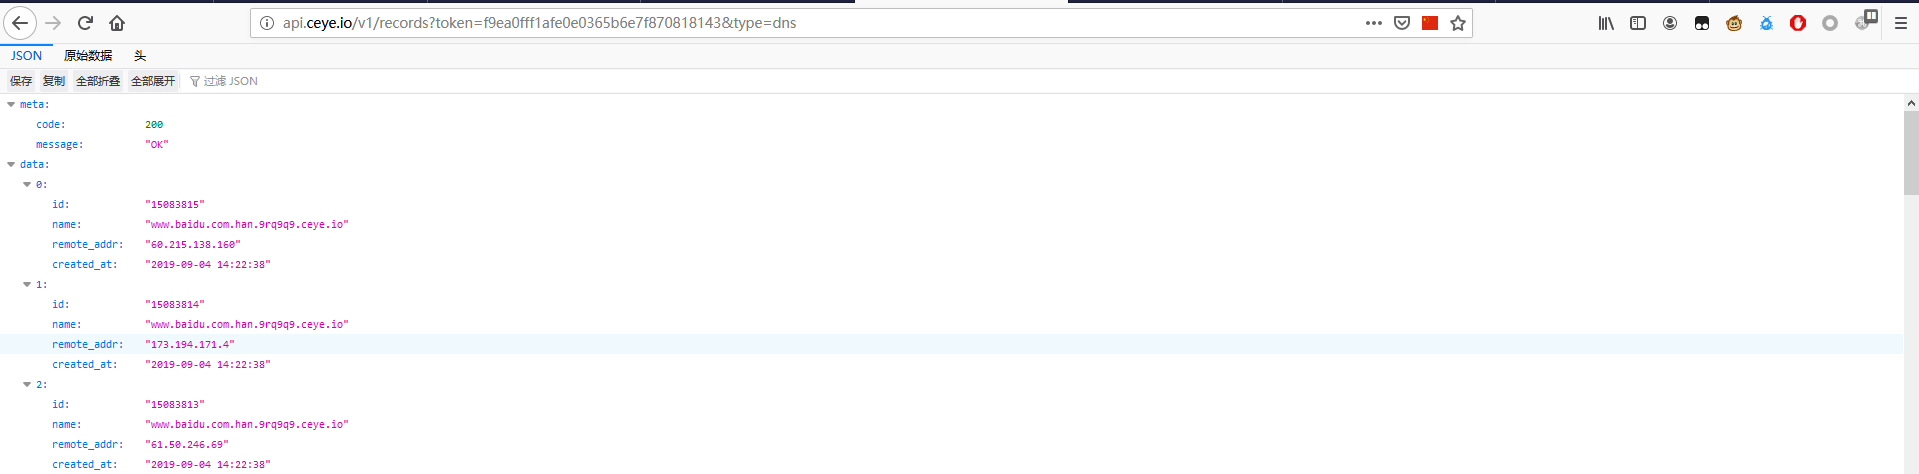 api.ceye.io/v1/records?token=f9ea0fff1afe0e0365b6e7f870818143&type=dns
JSON 原始数据 头
保存 复制 全部折叠 全部展开 过滤 JSON
meta:
code: 200
message: "OK"
data:
0:
id: "15083815"
name: "www.baidu.com.han.9rq9q9.ceye.io"
remote_addr: "60.215.138.160"
created_at: "2019-09-04 14:22:38"
1:
id: "15083814"
name: "www.baidu.com.han.9rq9q9.ceye.io"
remote_addr: "173.194.171.4"
created_at: "2019-09-04 14:22:38"
2:
id: "15083813"
name: "www.baidu.com.han.9rq9q9.ceye.io"
remote_addr: "61.50.246.69"
created_at: "2019-09-04 14:22:38"